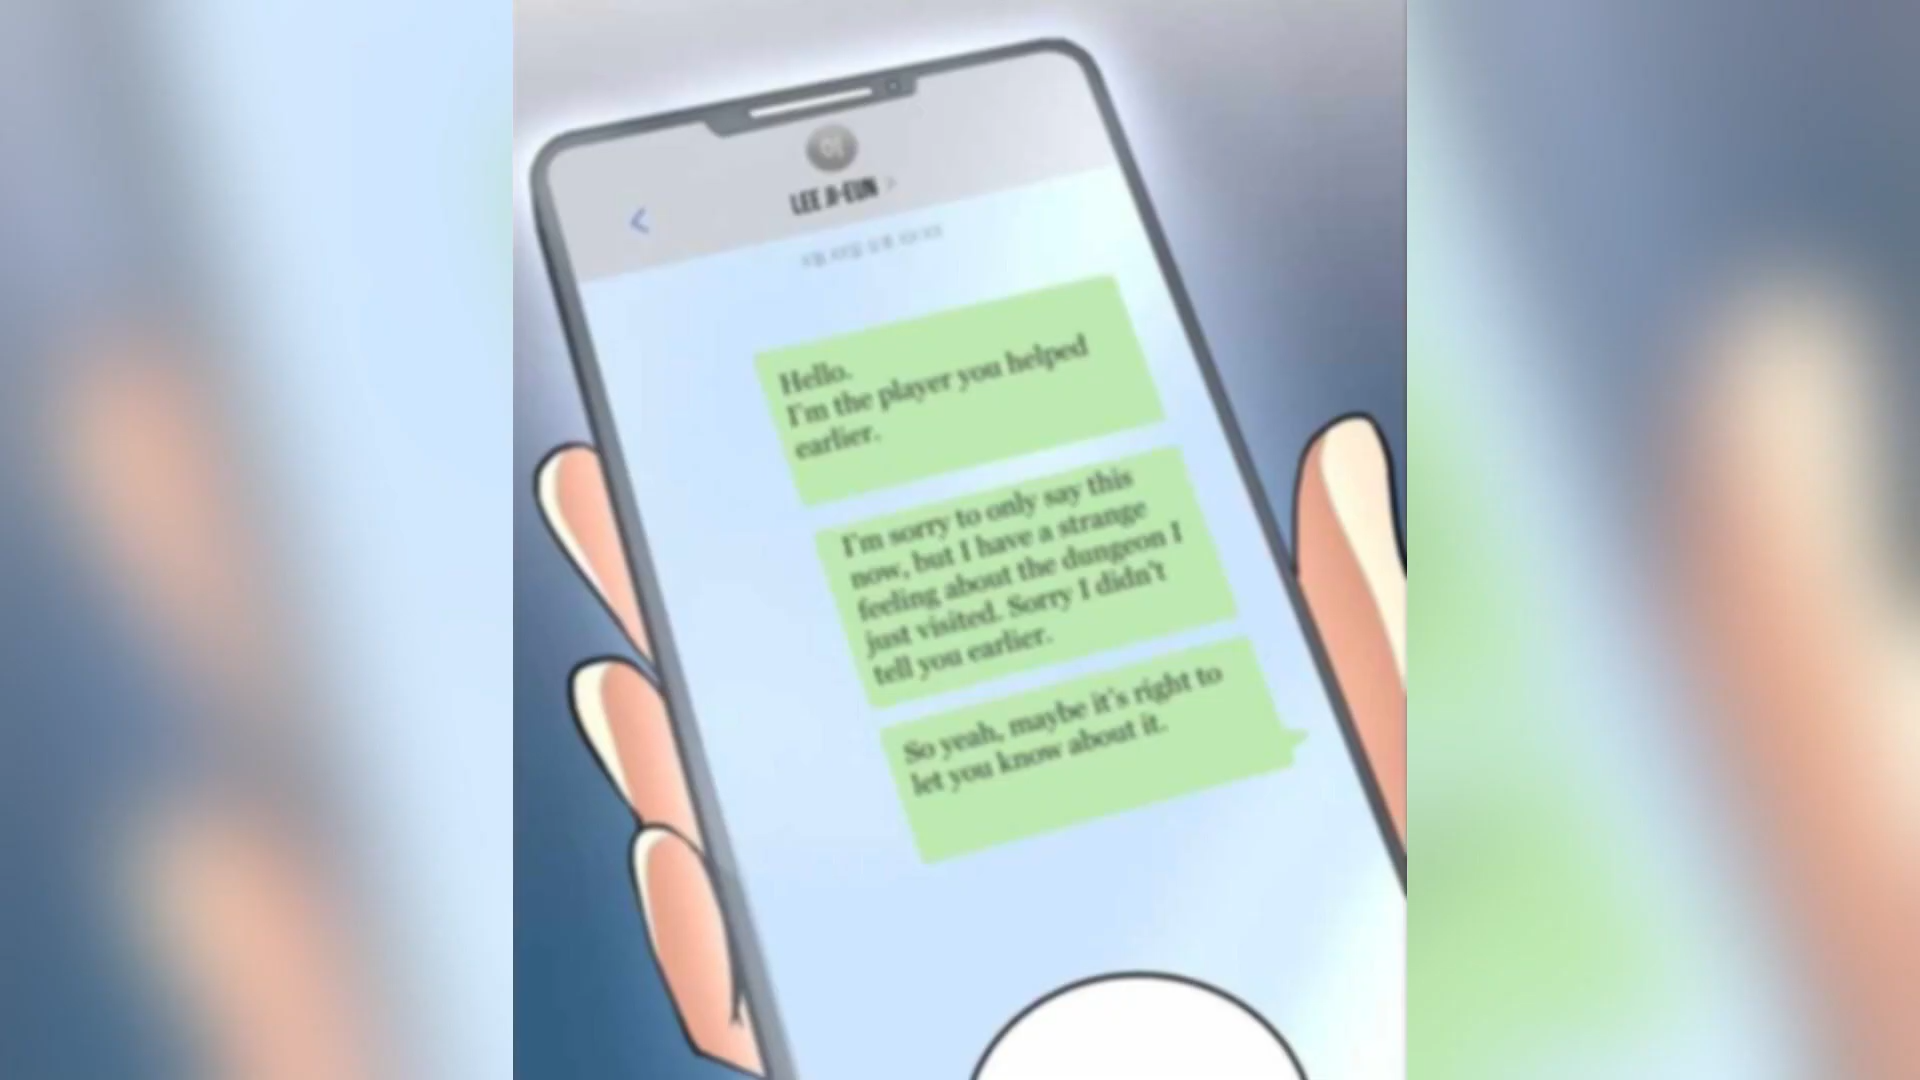 이
LEE JI-EUN >
Hello.
I'm the player you helped
earlier.
I'm sorry to only say this
now, but I have a strange
feeling about the dungeon I
just visited. Sorry I didn't
tell you earlier.
So yeah, maybe it's right to
let you know about it.